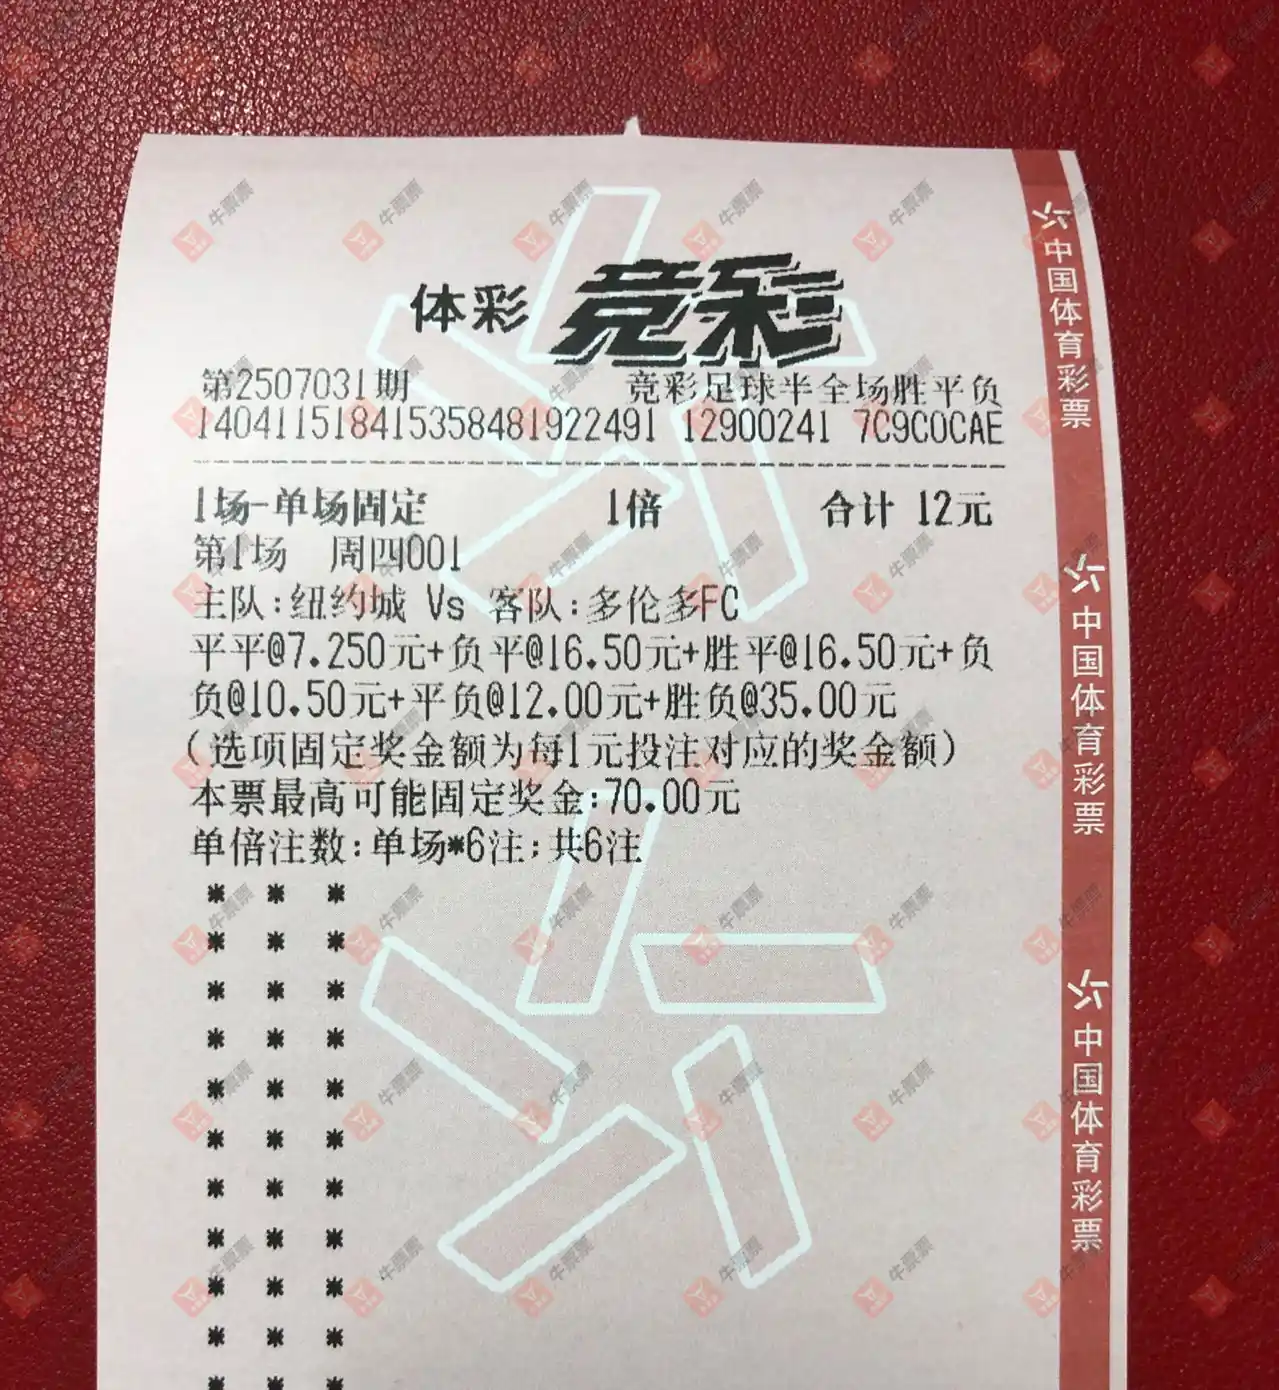 体彩 竞彩
第2507031期 竞彩足球半全场胜平负
140411518415358481922491 12900241 7C9C0CAE
1场-单场固定 1倍 合计 12元
第1场 周四001
主队:纽约城 Vs 客队:多伦多FC
平平@7.250元+负平@16.50元+胜平@16.50元+负
负@10.50元+平负@12.00元+胜负@35.00元
(选项固定奖金额为每1元投注对应的奖金额)
本票最高可能固定奖金:70.00元
单倍注数:单场*6注;共6注
* * *
* * *
* * *
* * *
* * *
* * *
* * *
* * *
* * *
* * *
* * *
中国体育彩票
中国体育彩票
中国体育彩票
牛票票